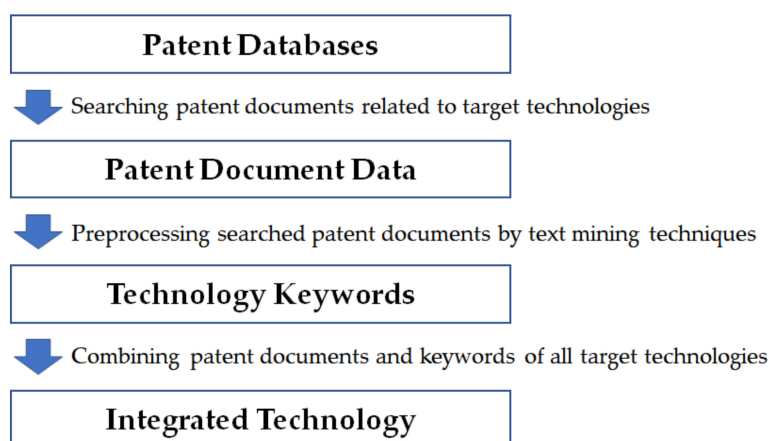 Patent Databases
Searching patent documents related to target technologies
Patent Document Data
Preprocessing searched patent documents by text mining techniques
Technology Keywords
Combining patent documents and keywords of all target technologies
Integrated Technology